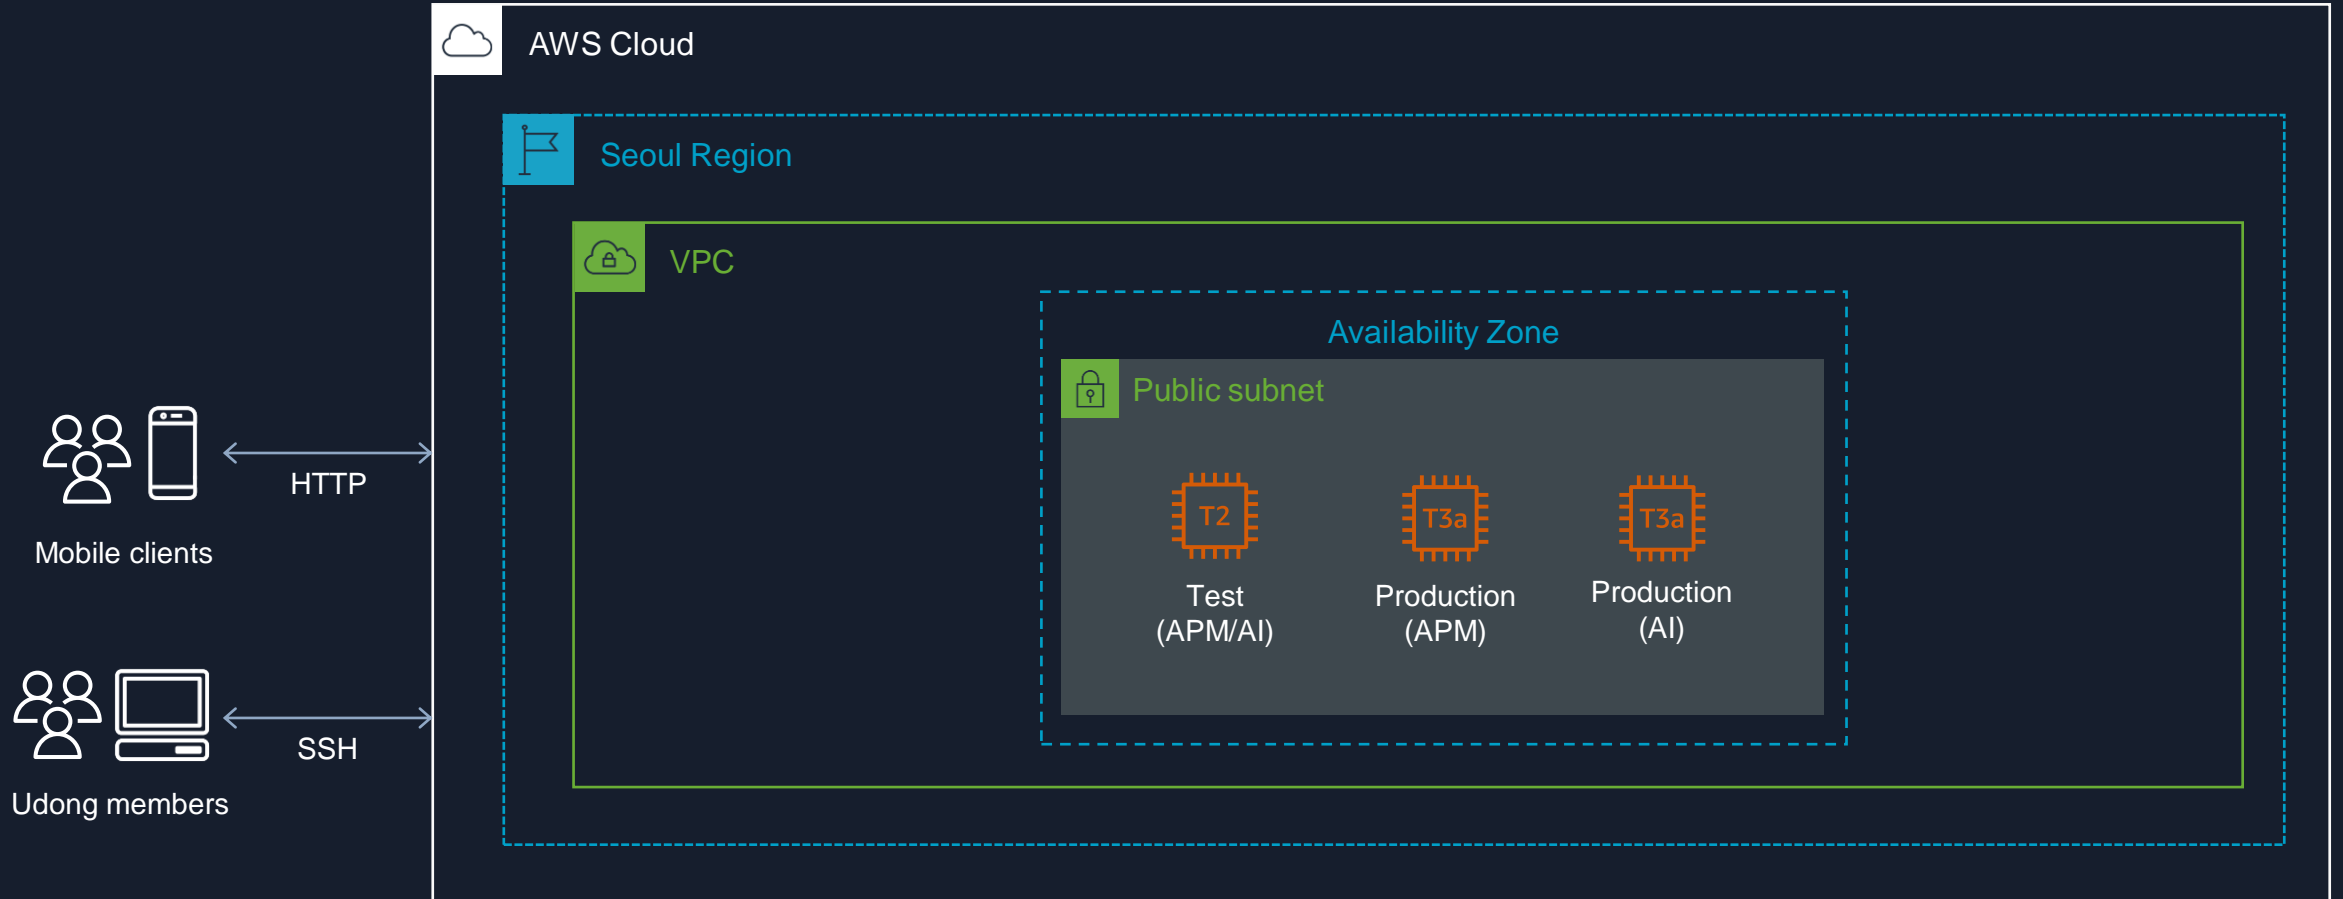 AWS Cloud
Seoul Region
VPC
Availability Zone
Public subnet
HTTP
Mobile clients
T2
T3a
T3a
Test
(APM/AI)
Production
(APM)
Production
(AI)
SSH
Udong members